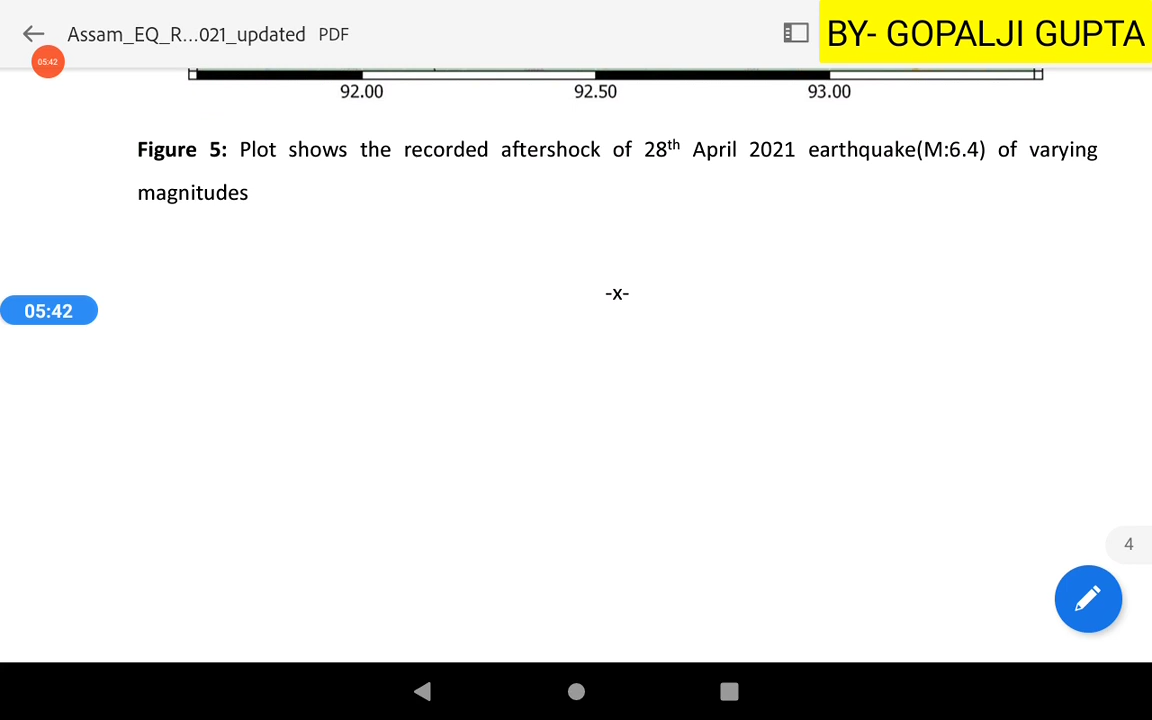 Assam_EQ_R...021_updated PDF
BY- GOPALJI GUPTA
05:42
92.00 92.50 93.00
Figure 5: Plot shows the recorded aftershock of 28th April 2021 earthquake(M:6.4) of varying
magnitudes
-x-
05:42
4